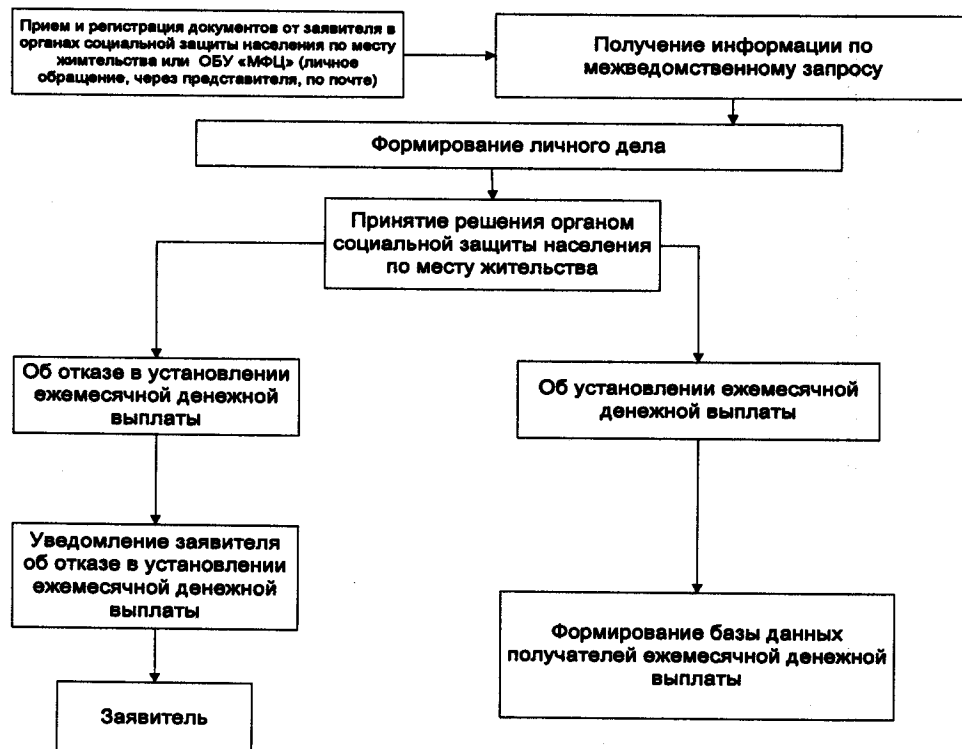 Прием и регистрация документов от заявителя в
органах социальной защиты населения по месту
жимтельства или ОБУ «МФЦ» (личное
обращение, через представителя, по почте)
Получение информации по
межведомственному запросу
Формирование личного дела
Принятие решения органом
социальной защиты населения
по месту жительства
Об отказе в установлении
ежемесячной денежной
выплаты
Об установлении ежемесячной
денежной выплаты
Уведомление заявителя
об отказе в установлении
ежемесячной денежной
выплаты
Формирование базы данных
получателей ежемесячной денежной
выплаты
Заявитель